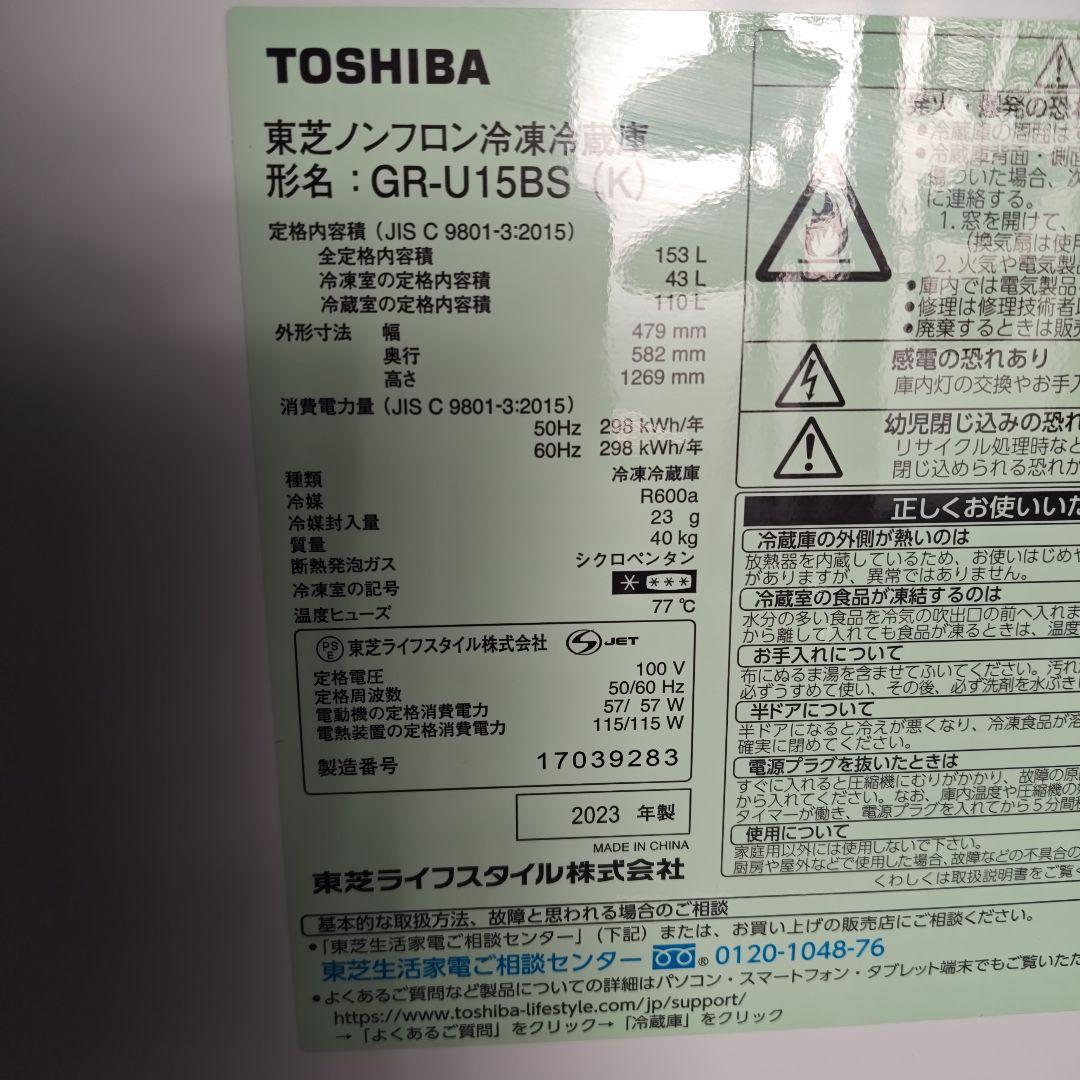 TOSHIBA
東芝ノンフロン冷凍冷蔵庫
形名：GR-U15BS (K)
定格内容積（JIS C 9801-3:2015）
全定格内容積 153 L
冷凍室の定格内容積 43 L
冷蔵室の定格内容積 110 L
外形寸法 幅 479 mm
奥行 582 mm
高さ 1269 mm
消費電力量（JIS C 9801-3:2015）
50Hz 298 kWh/年
60Hz 298 kWh/年
種類 冷凍冷蔵庫
冷媒 R600a
冷媒封入量 23 g
質量 40 kg
断熱発泡ガス シクロペンタン
冷凍室の記号 * ***
温度ヒューズ 77 ℃
PSE 東芝ライフスタイル株式会社 S JET
定格電圧 100 V
定格周波数 50/60 Hz
電動機の定格消費電力 57/ 57 W
電熱装置の定格消費電力 115/115 W
製造番号 17039283
2023 年製
MADE IN CHINA
東芝ライフスタイル株式会社
発火・爆発の恐れ
●冷蔵庫の周囲は
●冷蔵庫背面・側面
傷ついた場合、次
に連絡する。
1. 窓を開けて、
（換気扇は使用
2. 火気や電気製品
●庫内では電気製品
●修理は修理技術者
●廃棄するときは販売
感電の恐れあり
庫内灯の交換やお手入
幼児閉じ込みの恐れ
リサイクル処理時など
閉じ込められる恐れが
正しくお使いいた
冷蔵庫の外側が熱いのは
放熱器を内蔵しているため、お使いはじめや
がありますが、異常ではありません。
冷蔵室の食品が凍結するのは
水分の多い食品を冷気の吹出口の前へ入れま
から離して入れても食品が凍るときは、温度
お手入れについて
布にぬるま湯を含ませてふいてください。汚れ
必ずうすめて使い、その後、必ず洗剤を水ぶき
半ドアについて
半ドアになると冷えが悪くなり、冷凍食品が溶
確実に閉めてください。
電源プラグを抜いたときは
すぐに入れると圧縮機にむりがかかり、故障の原
から入れてください。なお、庫内温度や圧縮機の
タイマーが働き、電源プラグを入れてから5分間程
使用について
家庭用以外には使用しないで下さい。
厨房や屋外などで使用した場合、故障などの不具合の
くわしくは取扱説明書をご覧く
基本的な取扱方法、故障と思われる場合のご相談
●「東芝生活家電ご相談センター」（下記）または、お買い上げの販売店にご相談ください。
東芝生活家電ご相談センター ® 0120-1048-76
●よくあるご質問など製品についての詳細はパソコン・スマートフォン・タブレット端末でもご覧いただ
https://www.toshiba-lifestyle.com/jp/support/
→「よくあるご質問」をクリック→「冷蔵庫」をクリック